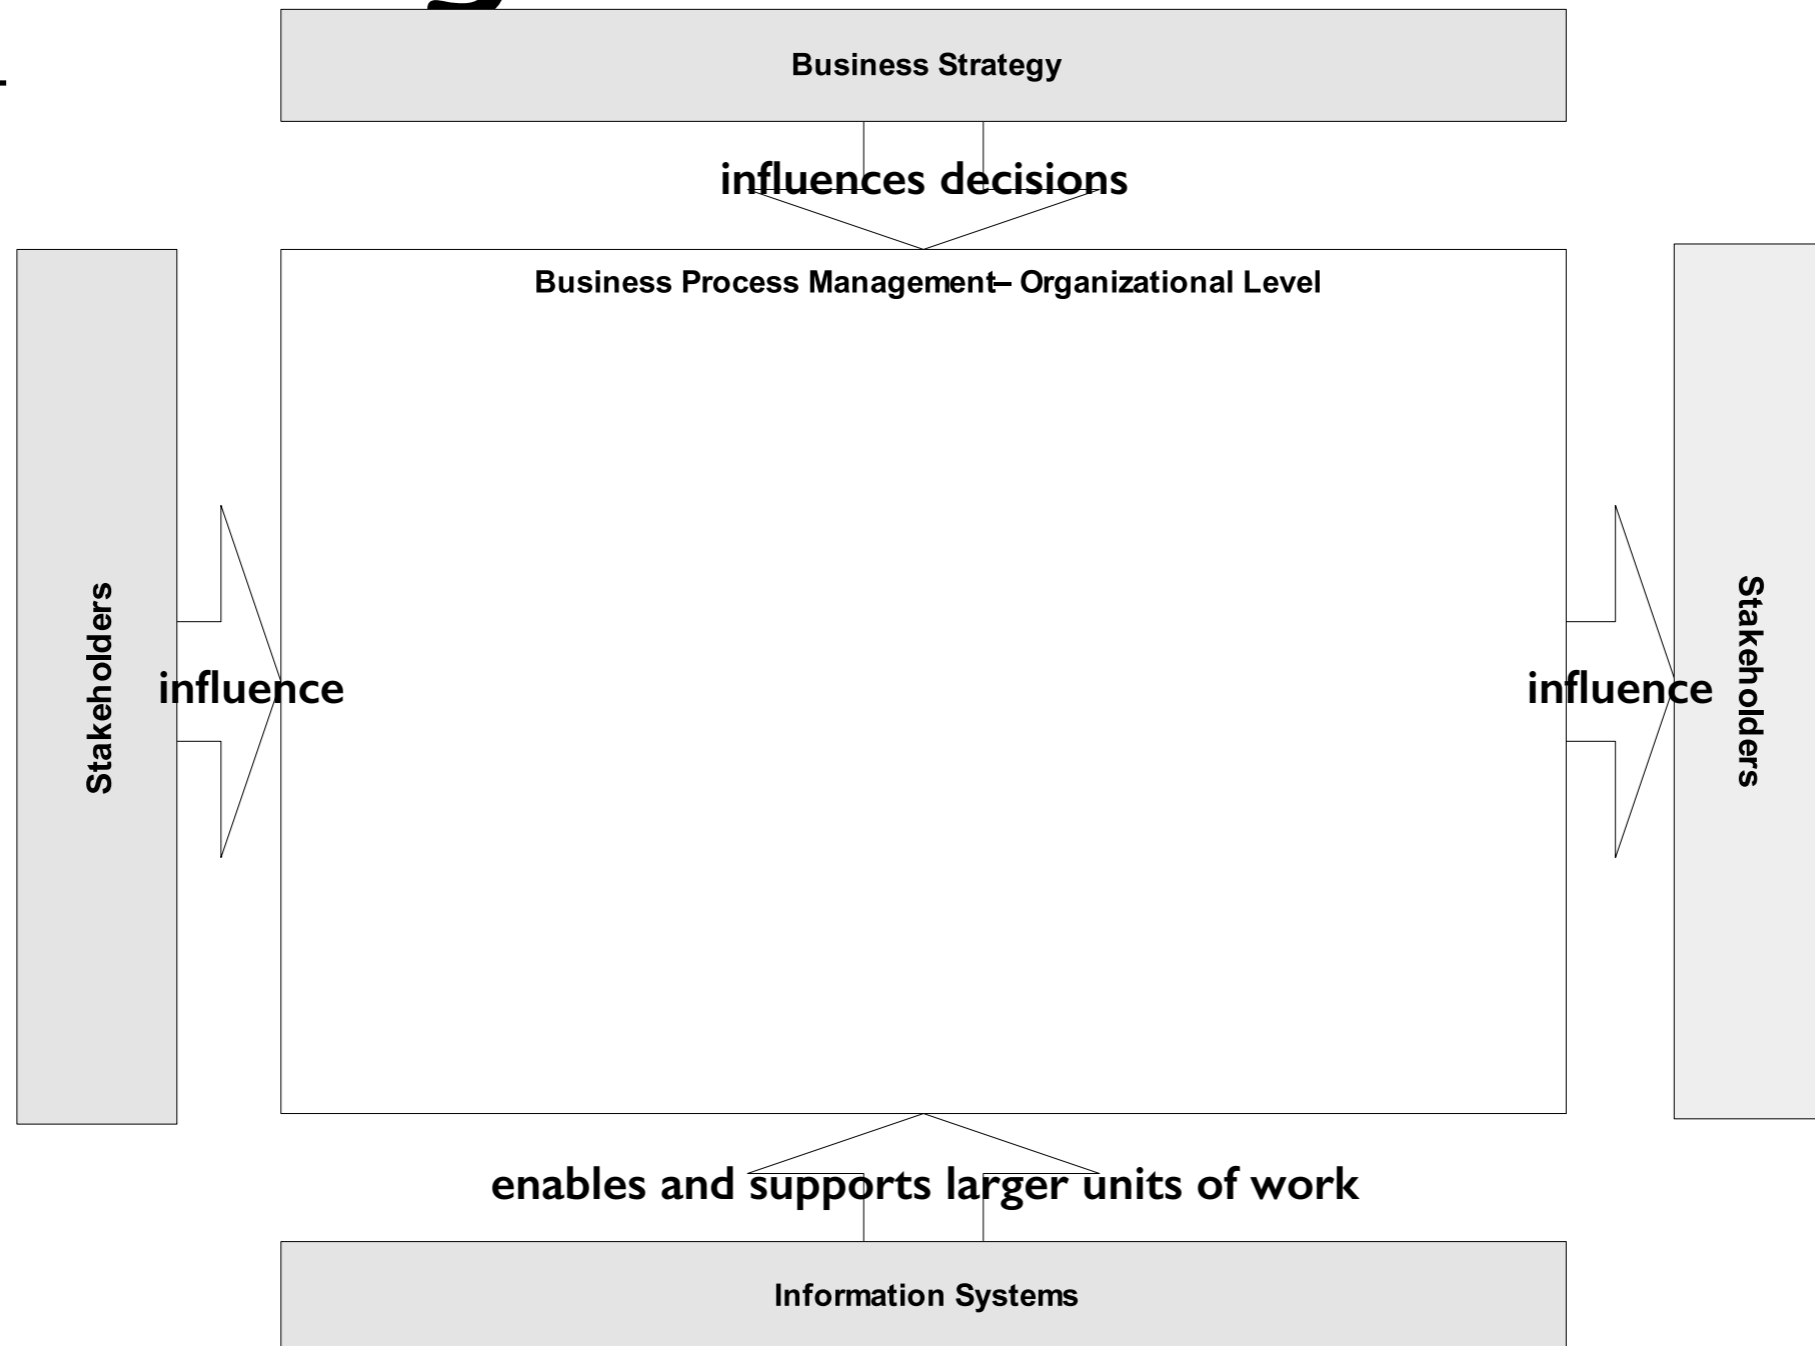 Business Strategy
influences decisions
Business Process Management– Organizational Level
Stakeholders
influence
influence
Stakeholders
enables and supports larger units of work
Information Systems